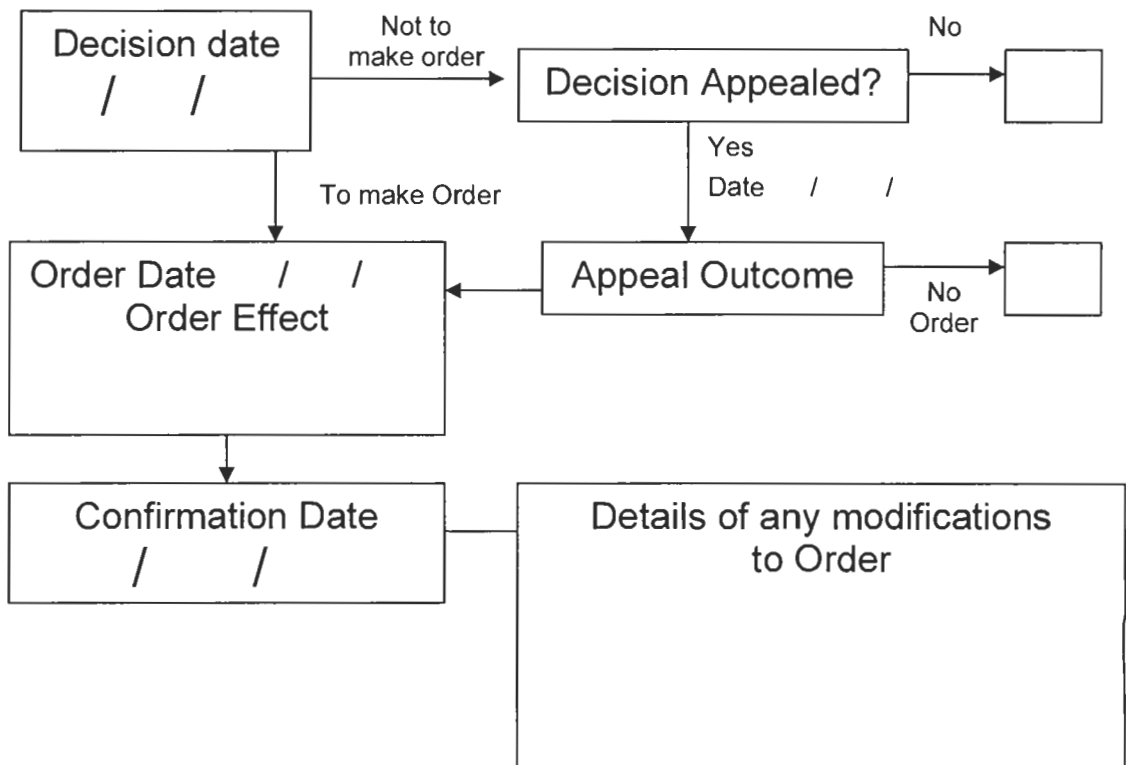 Decision date
/ /
Not to
make order
Decision Appealed?
No
To make Order
Yes
Date / /
Order Date / /
Order Effect
Appeal Outcome
No
Order
Confirmation Date
/ /
Details of any modifications
to Order